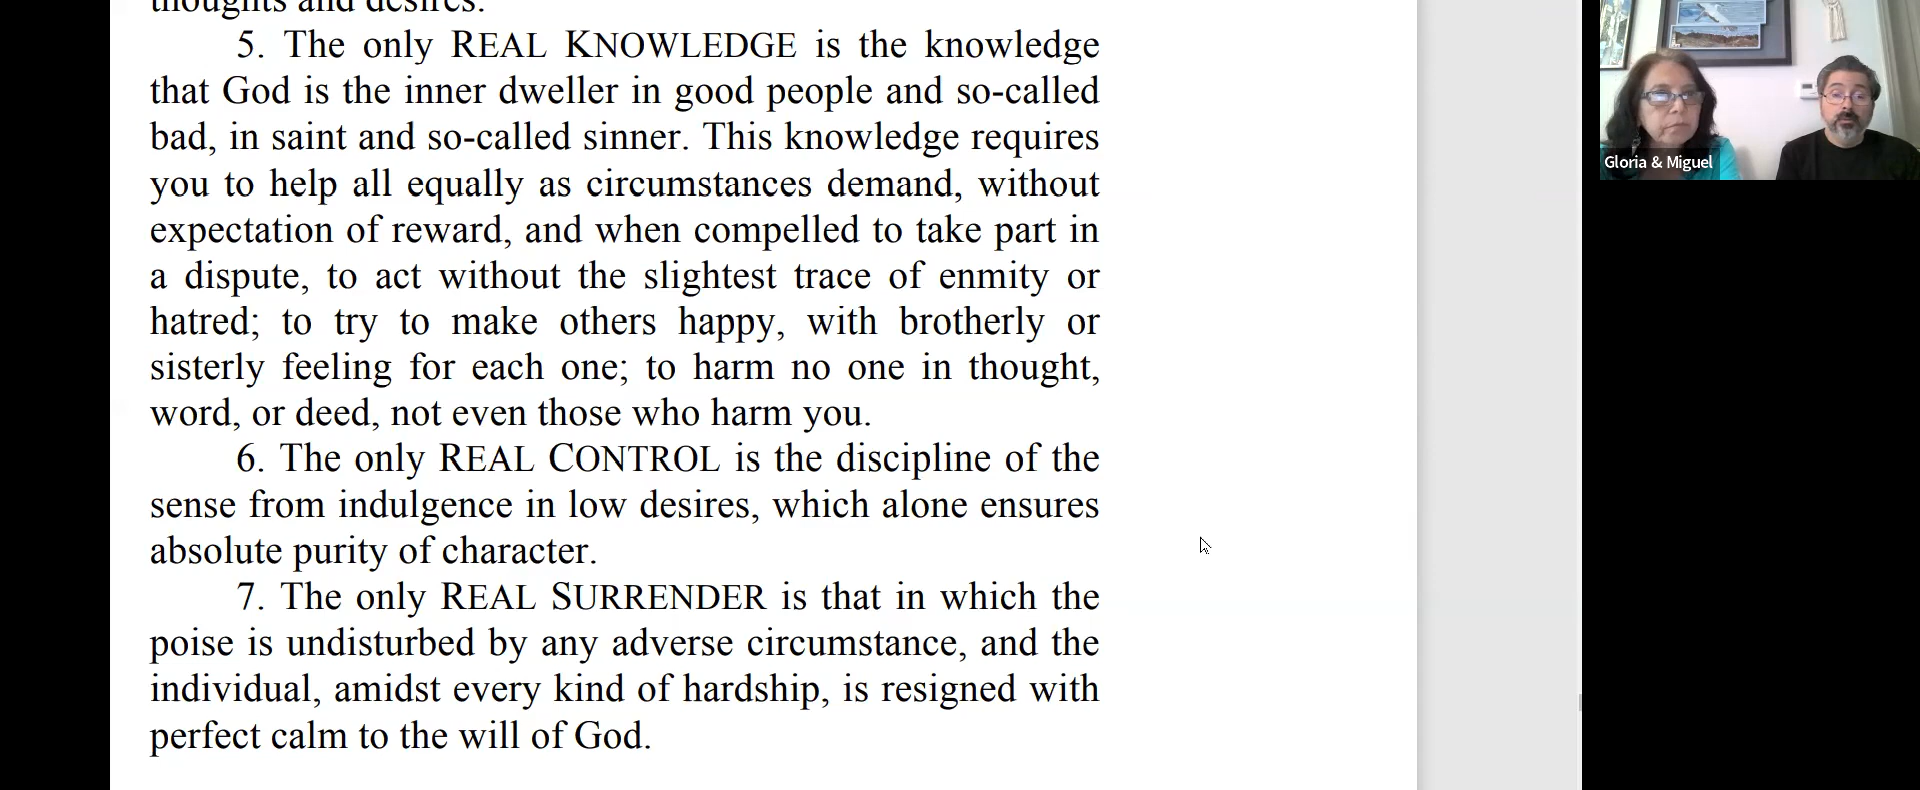 thoughts and desires.
5. The only REAL KNOWLEDGE is the knowledge
that God is the inner dweller in good people and so-called
bad, in saint and so-called sinner. This knowledge requires
you to help all equally as circumstances demand, without
expectation of reward, and when compelled to take part in
a dispute, to act without the slightest trace of enmity or
hatred; to try to make others happy, with brotherly or
sisterly feeling for each one; to harm no one in thought,
word, or deed, not even those who harm you.
6. The only REAL CONTROL is the discipline of the
sense from indulgence in low desires, which alone ensures
absolute purity of character.
7. The only REAL SURRENDER is that in which the
poise is undisturbed by any adverse circumstance, and the
individual, amidst every kind of hardship, is resigned with
perfect calm to the will of God.
Gloria & Miguel